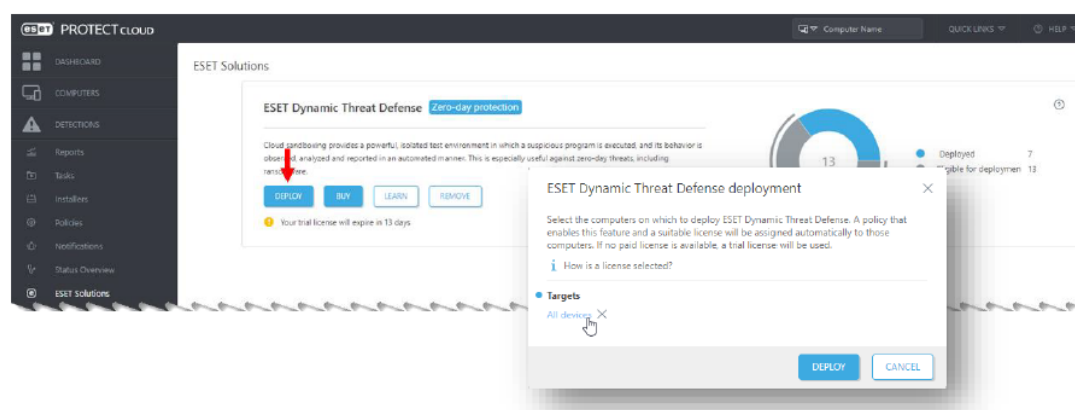 eset PROTECT CLOUD
Computer Name
QUICK LINKS
HELP
DASHBOARD
COMPUTERS
DETECTIONS
Reports
Tasks
Installers
Policies
Notifications
Status Overview
ESET Solutions
ESET Solutions
ESET Dynamic Threat Defense Zero-day protection
Cloud sandboxing provides a powerful, isolated test environment in which a suspicious program is executed, and its behavior is
observed, analyzed and reported in an automated manner. This is especially useful against zero-day threats, including
DEPLOY BUY LEARN REMOVE
Your trial license will expire in 13 days
13
Deployed 7
Eligible for deploymen 13
ESET Dynamic Threat Defense deployment
Select the computers on which to deploy ESET Dynamic Threat Defense. A policy that
enables this feature and a suitable license will be assigned automatically to those
computers. If no paid license is available, a trial license will be used.
How is a license selected?
Targets
All devices
DEPLOY CANCEL